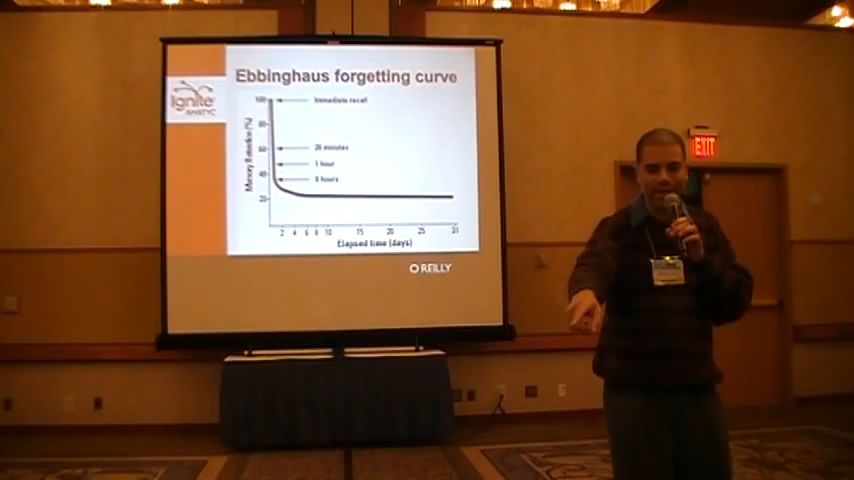 Ebbinghaus forgetting curve
Ignite
AMATYC
100
Immediate recall
80
Memory Retention (%)
60
20 minutes
1 hour
40
9 hours
20
2 4 6 8 10 15 20 25 31
Elapsed time (days)
O REILLY
EXIT